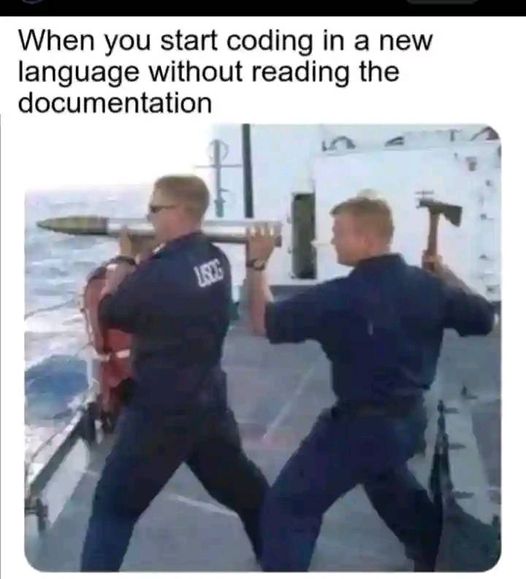 When you start coding in a new
language without reading the
documentation
USCG